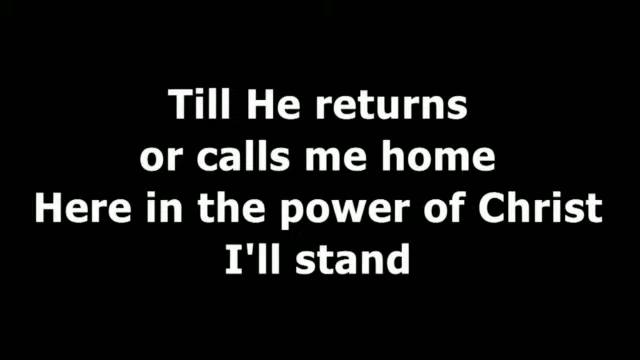 Till He returns
or calls me home
Here in the power of Christ
I'll stand